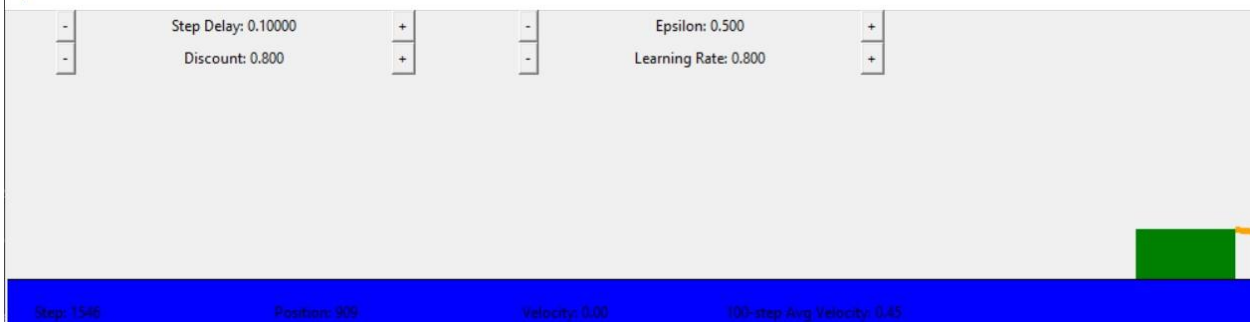 - Step Delay: 0.10000 + - Epsilon: 0.500 +
- Discount: 0.800 + - Learning Rate: 0.800 +
Step: 1546 Position: 909 Velocity: 0.00 100-step Avg Velocity: 0.45